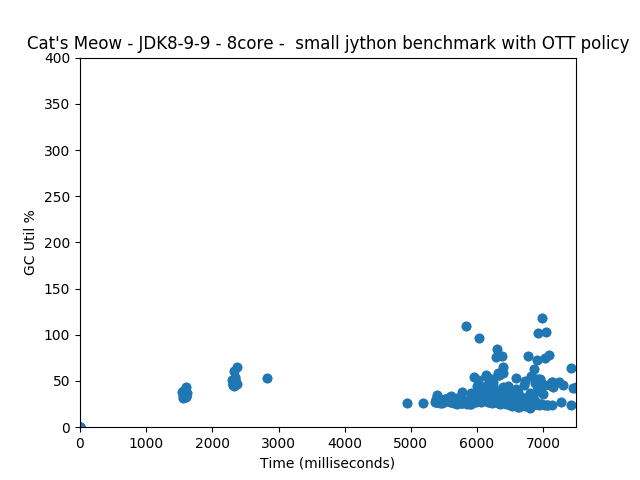 Cat's Meow - JDK8-9-9 - 8core -  small jython benchmark with OTT policy
400
350
300
250
200
150
100
50
0
GC Util %
0 1000 2000 3000 4000 5000 6000 7000
Time (milliseconds)